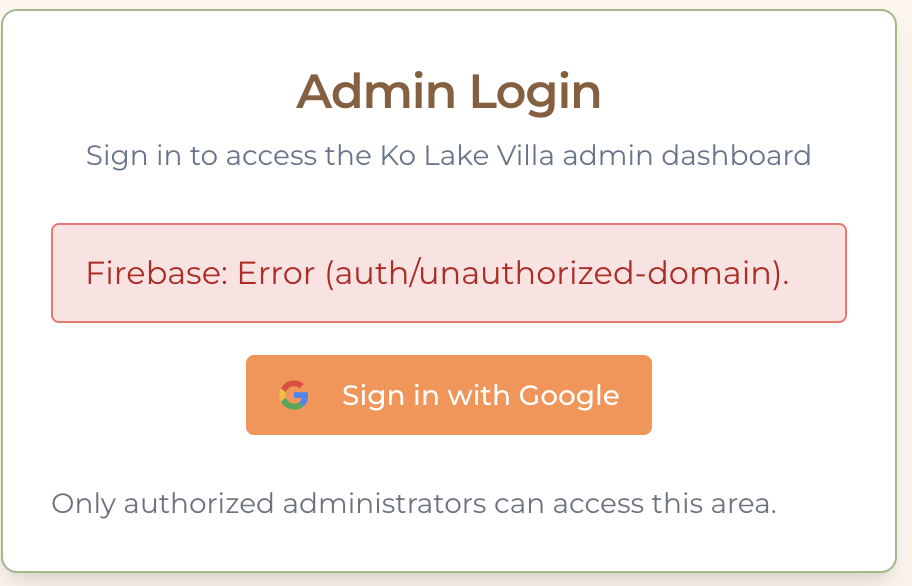 Admin Login
Sign in to access the Ko Lake Villa admin dashboard
Firebase: Error (auth/unauthorized-domain).
Sign in with Google
Only authorized administrators can access this area.